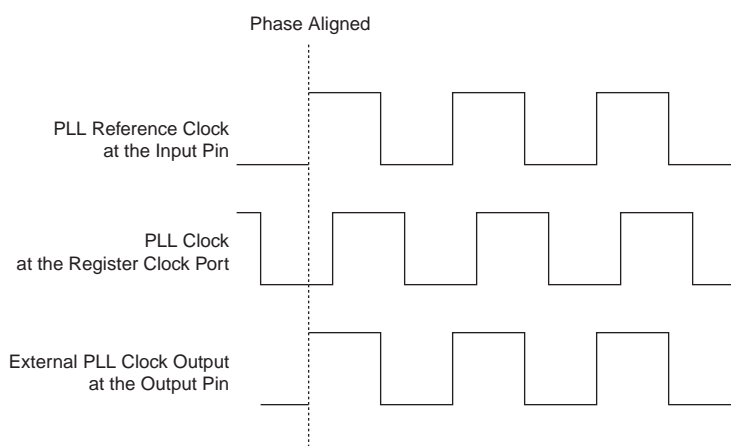 Phase Aligned
PLL Reference Clock
at the Input Pin
PLL Clock
at the Register Clock Port
External PLL Clock Output
at the Output Pin